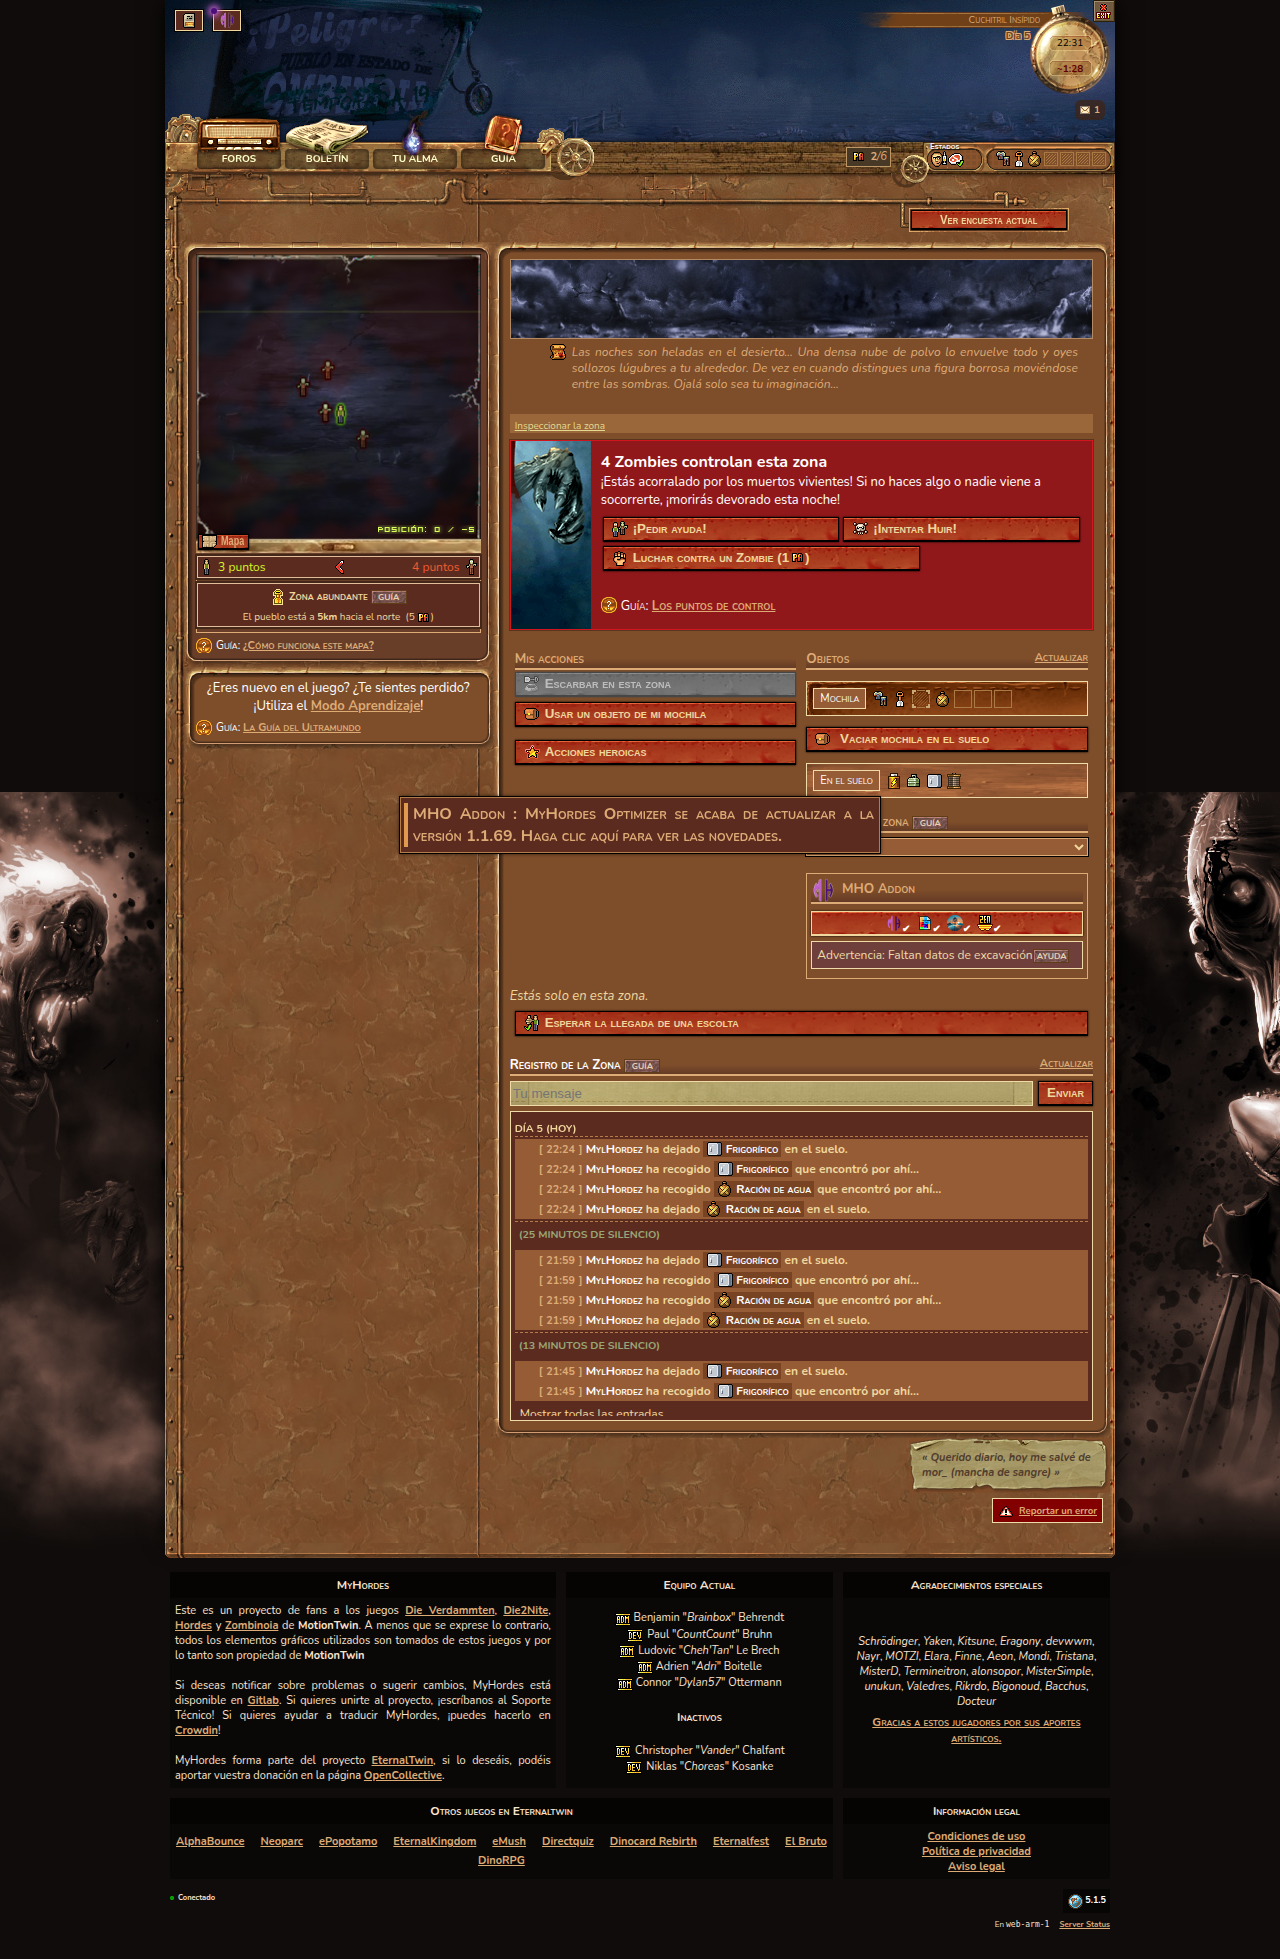 ¡Peligro!
PUEBLO EN ESTADO DE
Cuchitril Insípido
Día 5
EXIT
22:31
~1:28
1
FOROS
BOLETÍN
TU ALMA
GUIA
2/6
Estados
Ver encuesta actual
Las noches son heladas en el desierto... Una densa nube de polvo lo envuelve todo y oyes
sollozos lúgubres a tu alrededor. De vez en cuando distingues una figura borrosa moviéndose
entre las sombras. Ojalá solo sea tu imaginación...
Inspeccionar la zona
4 Zombies controlan esta zona
¡Estás acorralado por los muertos vivientes! Si no haces algo o nadie viene a
socorrerte, ¡morirás devorado esta noche!
¡Pedir ayuda!
¡Intentar Huir!
Luchar contra un Zombie (1 PA)
Guía: Los puntos de control
posición: 0 / -5
Mapa
3 puntos
4 puntos
Zona abundante GUÍA
El pueblo está a 5km hacia el norte (5 PA)
Guía: ¿Cómo funciona este mapa?
¿Eres nuevo en el juego? ¿Te sientes perdido?
¡Utiliza el Modo Aprendizaje!
Guía: La Guía del Ultramundo
Mis acciones
Escarbar en esta zona
Usar un objeto de mi mochila
Acciones heroicas
Objetos
Actualizar
Mochila
Vaciar mochila en el suelo
En el suelo
zona GUÍA
MHO Addon : MyHordes Optimizer se acaba de actualizar a la
versión 1.1.69. Haga clic aquí para ver las novedades.
MHO Addon
Advertencia: Faltan datos de excavación AYUDA
Estás solo en esta zona.
Esperar la llegada de una escolta
Registro de la Zona GUÍA
Actualizar
Tu mensaje
Enviar
DÍA 5 (HOY)
[ 22:24 ] MylHordez ha dejado Frigorífico en el suelo.
[ 22:24 ] MylHordez ha recogido Frigorífico que encontró por ahí...
[ 22:24 ] MylHordez ha recogido Ración de agua que encontró por ahí...
[ 22:24 ] MylHordez ha dejado Ración de agua en el suelo.
(25 MINUTOS DE SILENCIO)
[ 21:59 ] MylHordez ha dejado Frigorífico en el suelo.
[ 21:59 ] MylHordez ha recogido Frigorífico que encontró por ahí...
[ 21:59 ] MylHordez ha recogido Ración de agua que encontró por ahí...
[ 21:59 ] MylHordez ha dejado Ración de agua en el suelo.
(13 MINUTOS DE SILENCIO)
[ 21:45 ] MylHordez ha dejado Frigorífico en el suelo.
[ 21:45 ] MylHordez ha recogido Frigorífico que encontró por ahí...
Mostrar todas las entradas
« Querido diario, hoy me salvé de
mor_ (mancha de sangre) »
Reportar un error
MyHordes
Este es un proyecto de fans a los juegos Die Verdammten, Die2Nite,
Hordes y Zombinoia de MotionTwin. A menos que se exprese lo contrario,
todos los elementos gráficos utilizados son tomados de estos juegos y por
lo tanto son propiedad de MotionTwin
Si deseas notificar sobre problemas o sugerir cambios, MyHordes está
disponible en Gitlab. Si quieres unirte al proyecto, ¡escríbanos al Soporte
Técnico! Si quieres ayudar a traducir MyHordes, ¡puedes hacerlo en
Crowdin!
MyHordes forma parte del proyecto EternalTwin, si lo deseáis, podéis
aportar vuestra donación en la página OpenCollective.
Equipo Actual
ADM Benjamin "Brainbox" Behrendt
DEV Paul "CountCount" Bruhn
ADM Ludovic "Cheh'Tan" Le Brech
ADM Adrien "Adri" Boitelle
ADM Connor "Dylan57" Ottermann
Inactivos
DEV Christopher "Vander" Chalfant
DEV Niklas "Choreas" Kosanke
Agradecimientos especiales
Schrödinger, Yaken, Kitsune, Eragony, devwwm,
Nayr, MOTZI, Elara, Finne, Aeon, Mondi, Tristana,
MisterD, Termineitron, alonsopor, MisterSimple,
unukun, Valedres, Rikrdo, Bigonoud, Bacchus,
Docteur
Gracias a estos jugadores por sus aportes
artísticos.
Otros juegos en Eternaltwin
AlphaBounce Neoparc ePopotamo EternalKingdom eMush Directquiz Dinocard Rebirth Eternalfest El Bruto
DinoRPG
Información legal
Condiciones de uso
Política de privacidad
Aviso legal
Conectado
5.1.5
En web-arm-1 Server Status